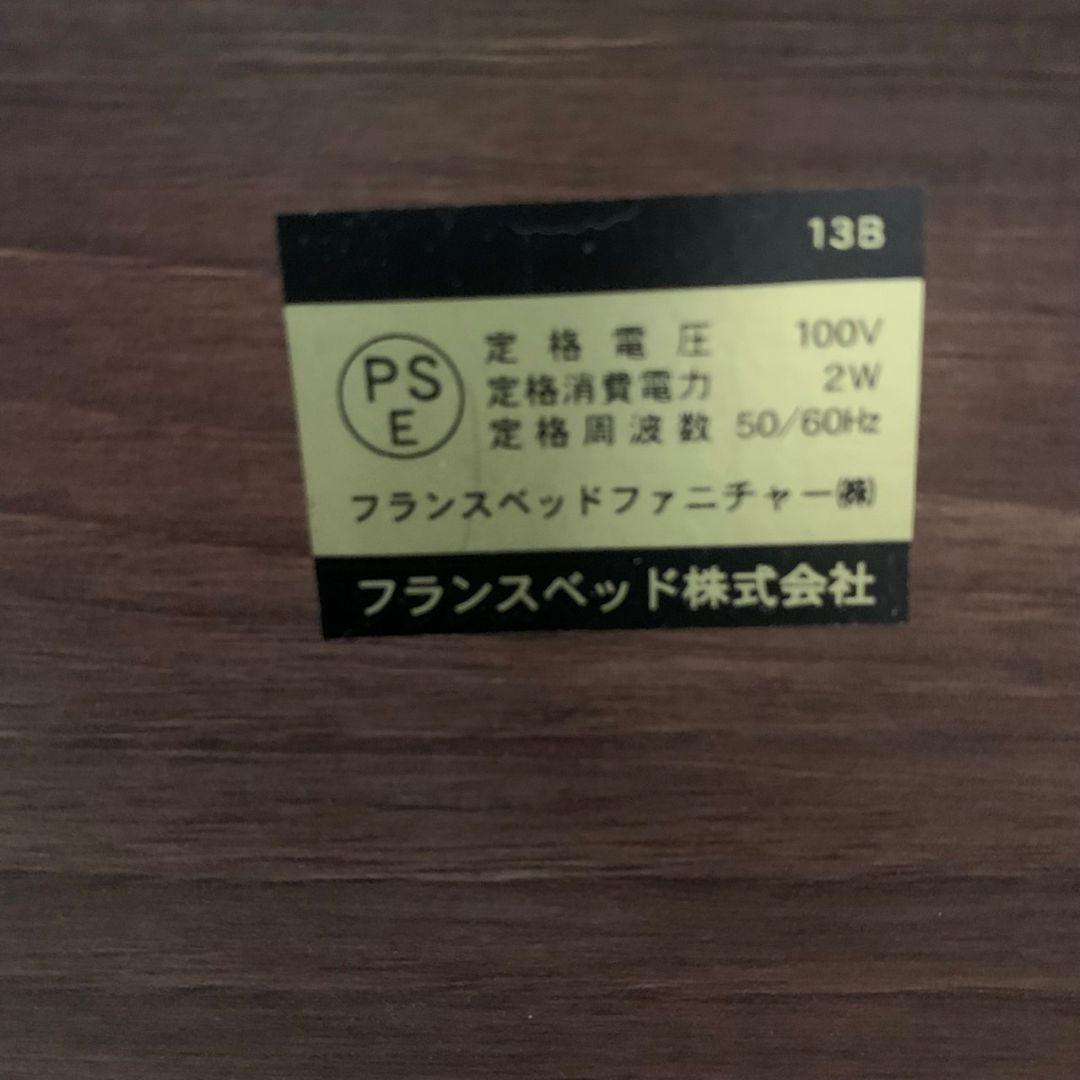 13B
PS
E
定格電圧 100V
定格消費電力 2W
定格周波数 50/60Hz
フランスベッドファニチャー㈱
フランスベッド株式会社